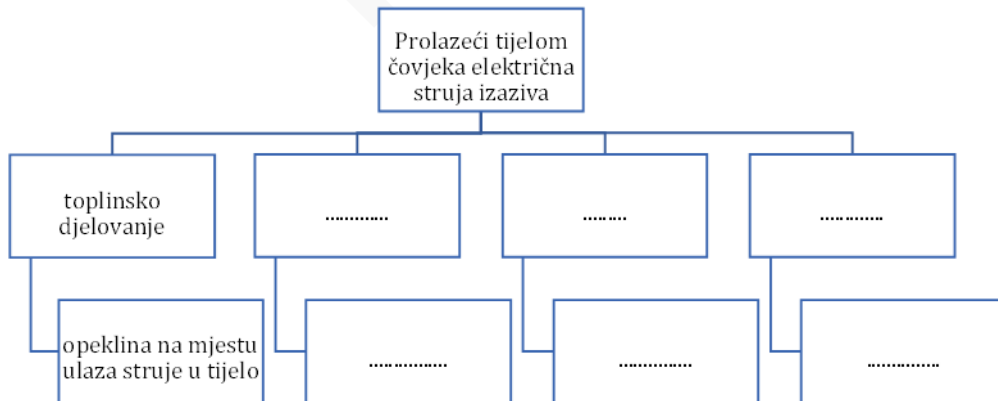 Prolazeći tijelom
čovjeka električna
struja izaziva
toplinsko
djelovanje
.............
.........
.............
opeklina na mjestu
ulaza struje u tijelo
................
...............
...............